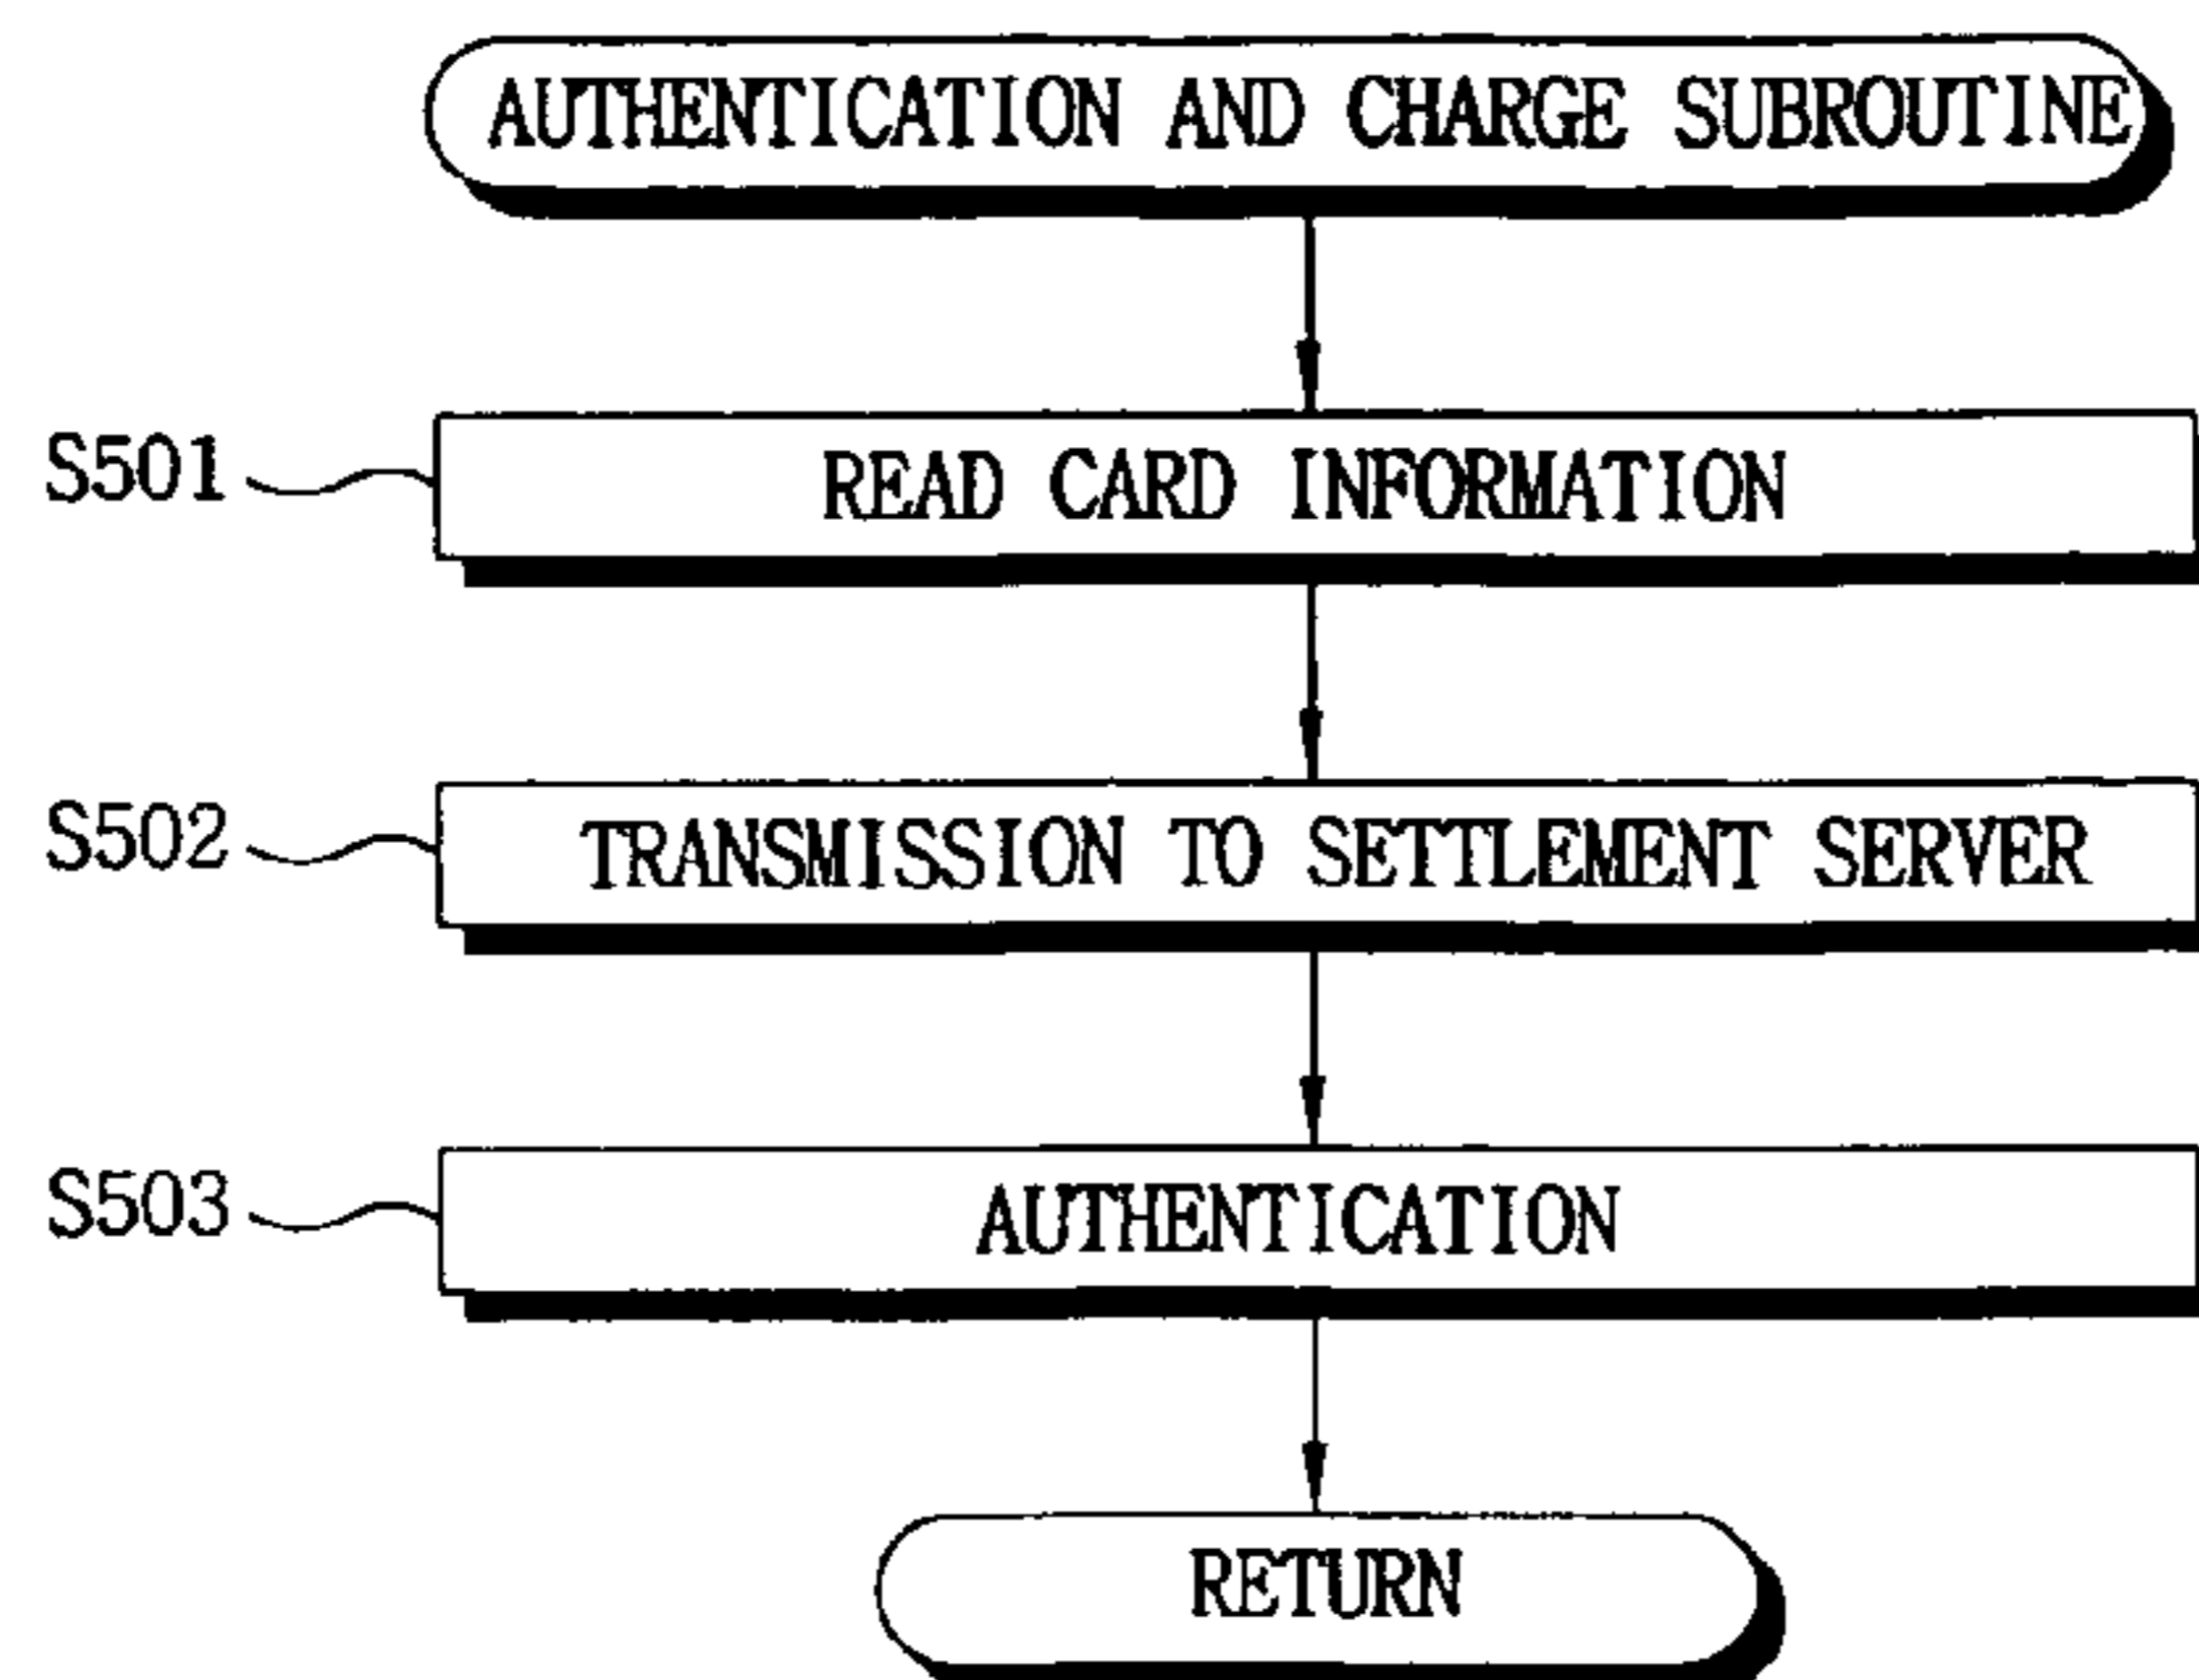 AUTHENTICATION AND CHARGE SUBROUTINE
S501 READ CARD INFORMATION
S502 TRANSMISSION TO SETTLEMENT SERVER
S503 AUTHENTICATION
RETURN